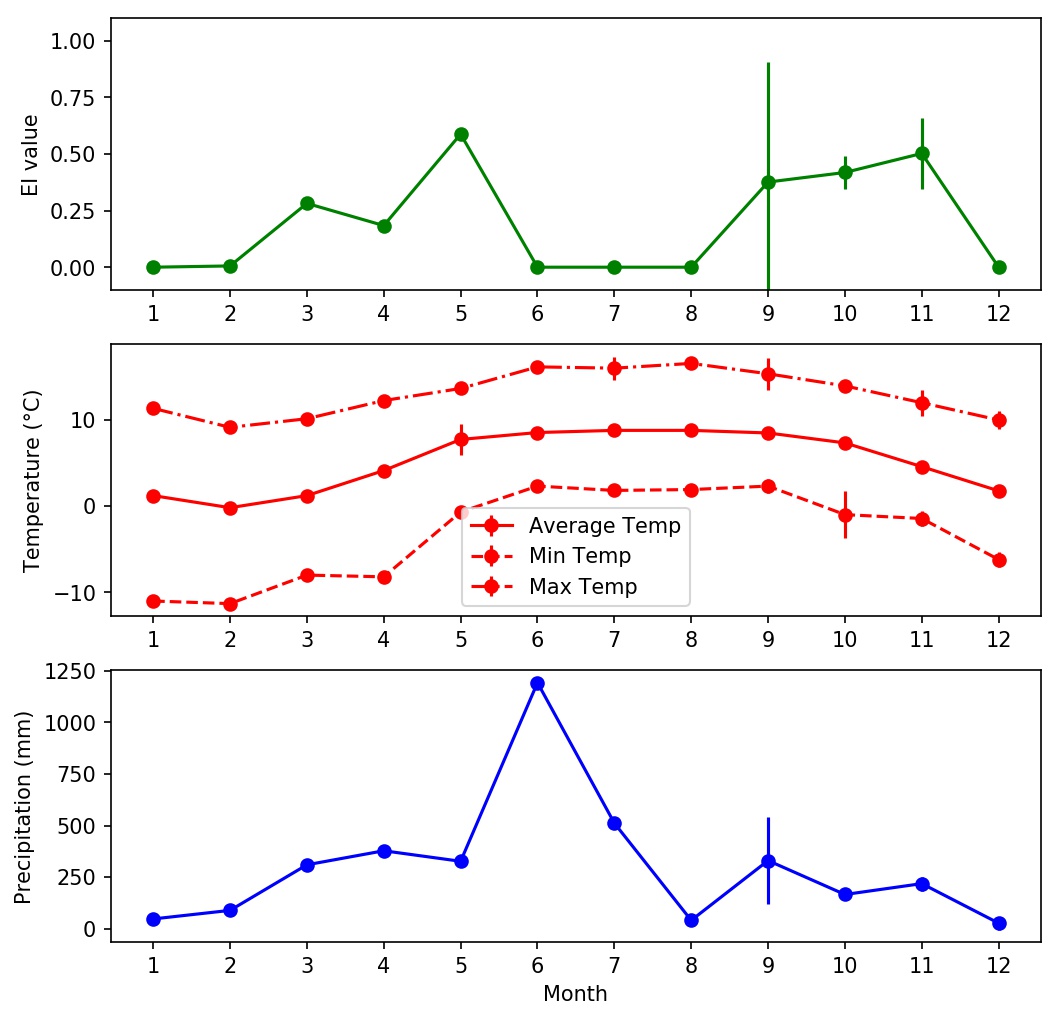 1.00
0.75
0.50
0.25
0.00
EI value
1 2 3 4 5 6 7 8 9 10 11 12
10
0
−10
Temperature (°C)
Average Temp
Min Temp
Max Temp
1 2 3 4 5 6 7 8 9 10 11 12
1250
1000
750
500
250
0
Precipitation (mm)
1 2 3 4 5 6 7 8 9 10 11 12
Month